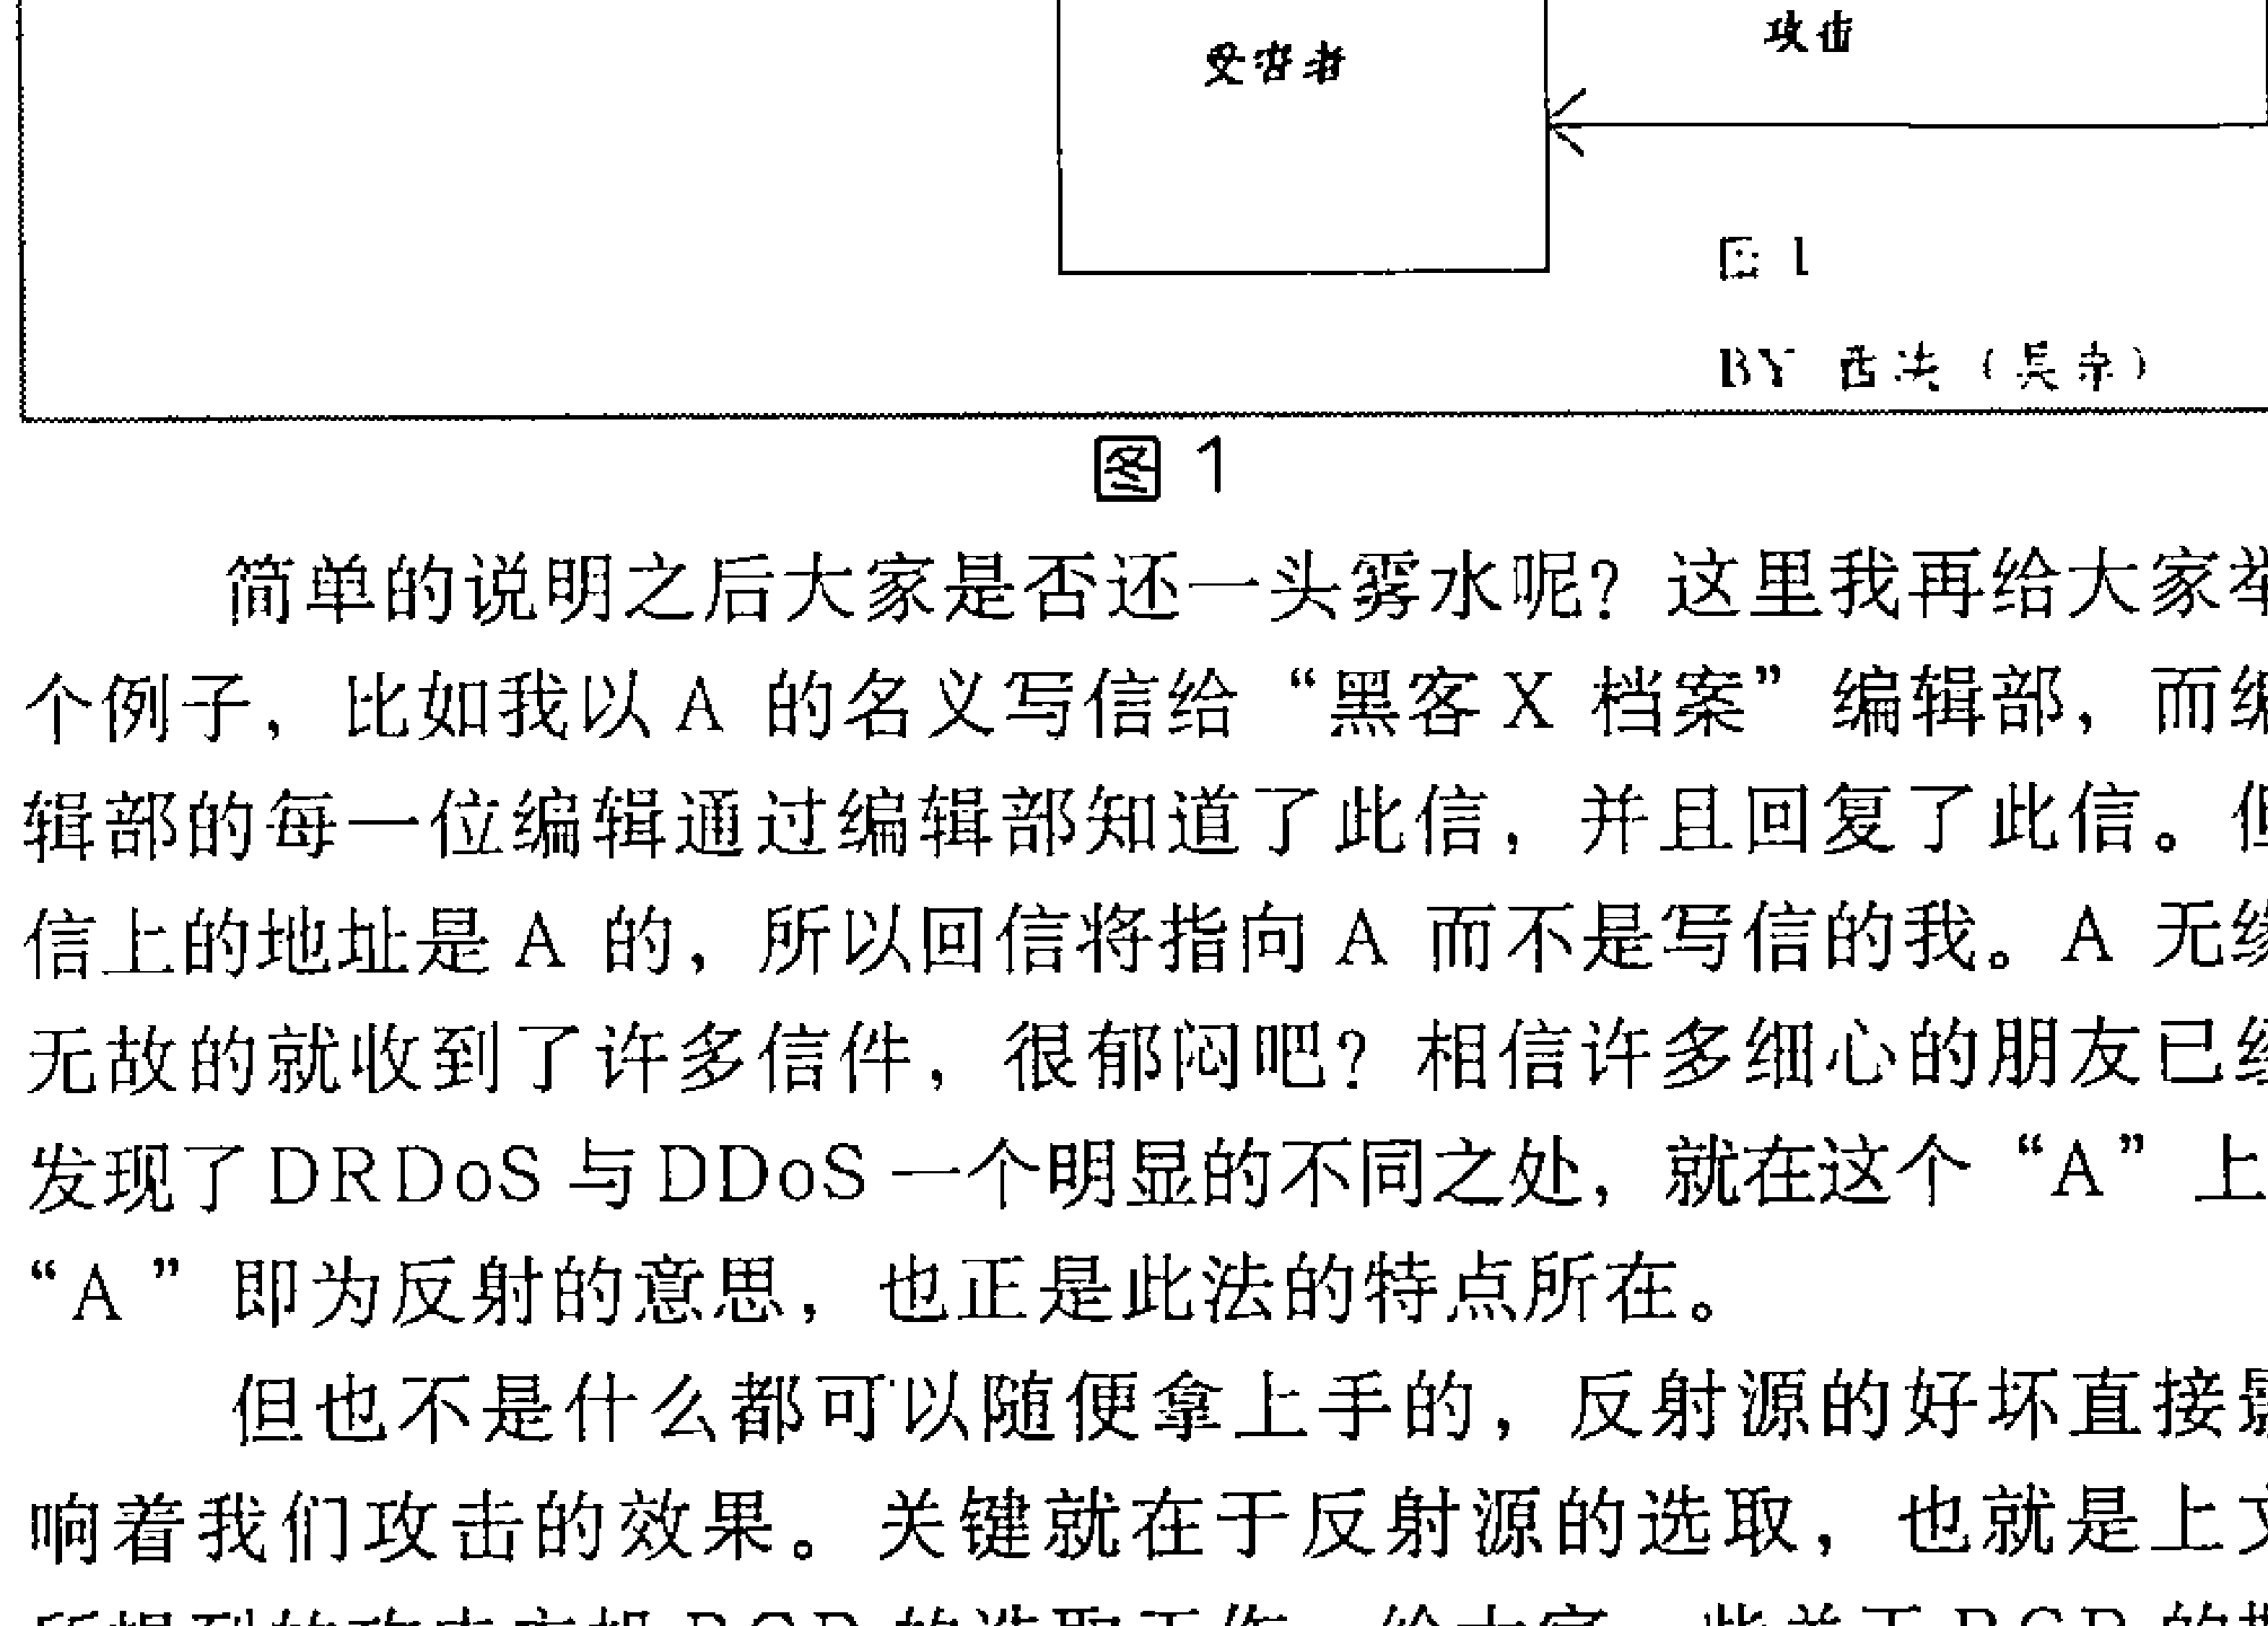 攻击
受害者
图 1
BY 西法（吴宗）
图 1
简单的说明之后大家是否还一头雾水呢？这里我再给大家举
个例子，比如我以 A 的名义写信给“黑客 X 档案”编辑部，而编
辑部的每一位编辑通过编辑部知道了此信，并且回复了此信。但
信上的地址是 A 的，所以回信将指向 A 而不是写信的我。A 无缘
无故的就收到了许多信件，很郁闷吧？相信许多细心的朋友已经
发现了 DRDoS 与 DDoS 一个明显的不同之处，就在这个“A”上
“A”即为反射的意思，也正是此法的特点所在。
但也不是什么都可以随便拿上手的，反射源的好坏直接影
响着我们攻击的效果。关键就在于反射源的选取，也就是上文